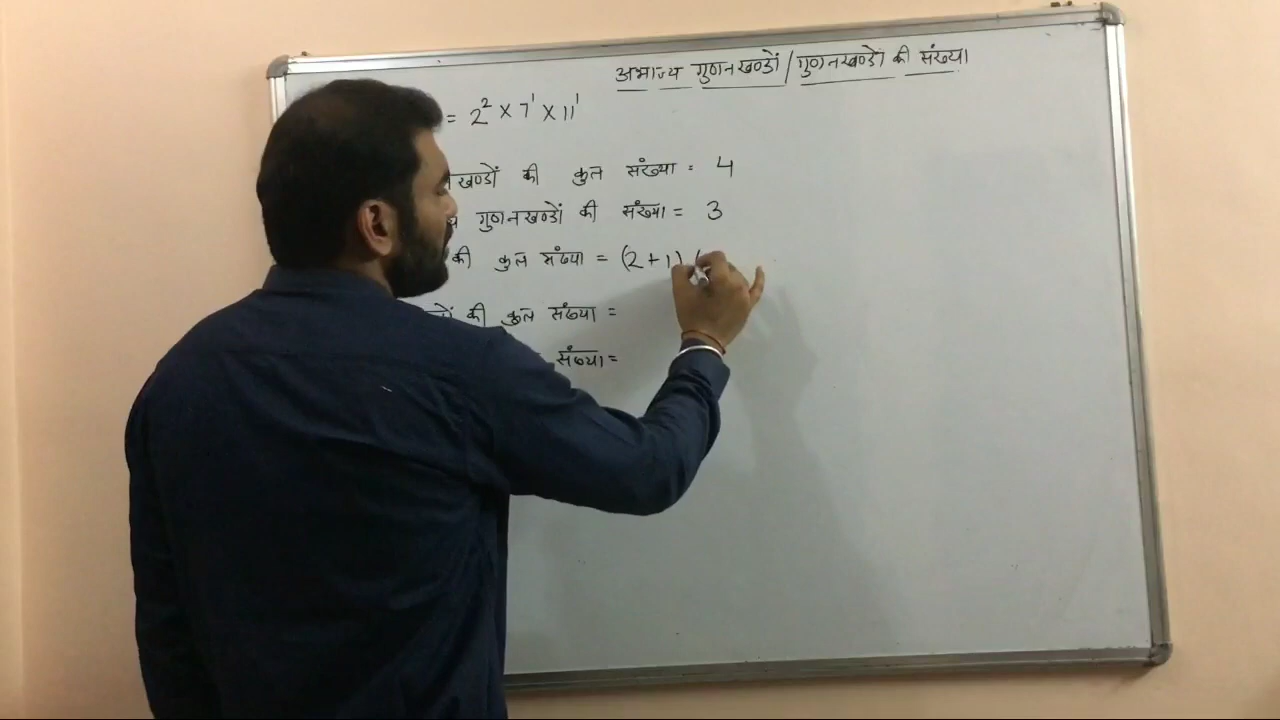 अभाज्य गुणनखण्डों / गुणनखण्डों की संख्या
= 2² × 7¹ × 11¹
खण्डों की कुल संख्या = 4
गुणनखण्डों की संख्या = 3
की कुल संख्या = (2+1) (
की कुल संख्या =
संख्या =